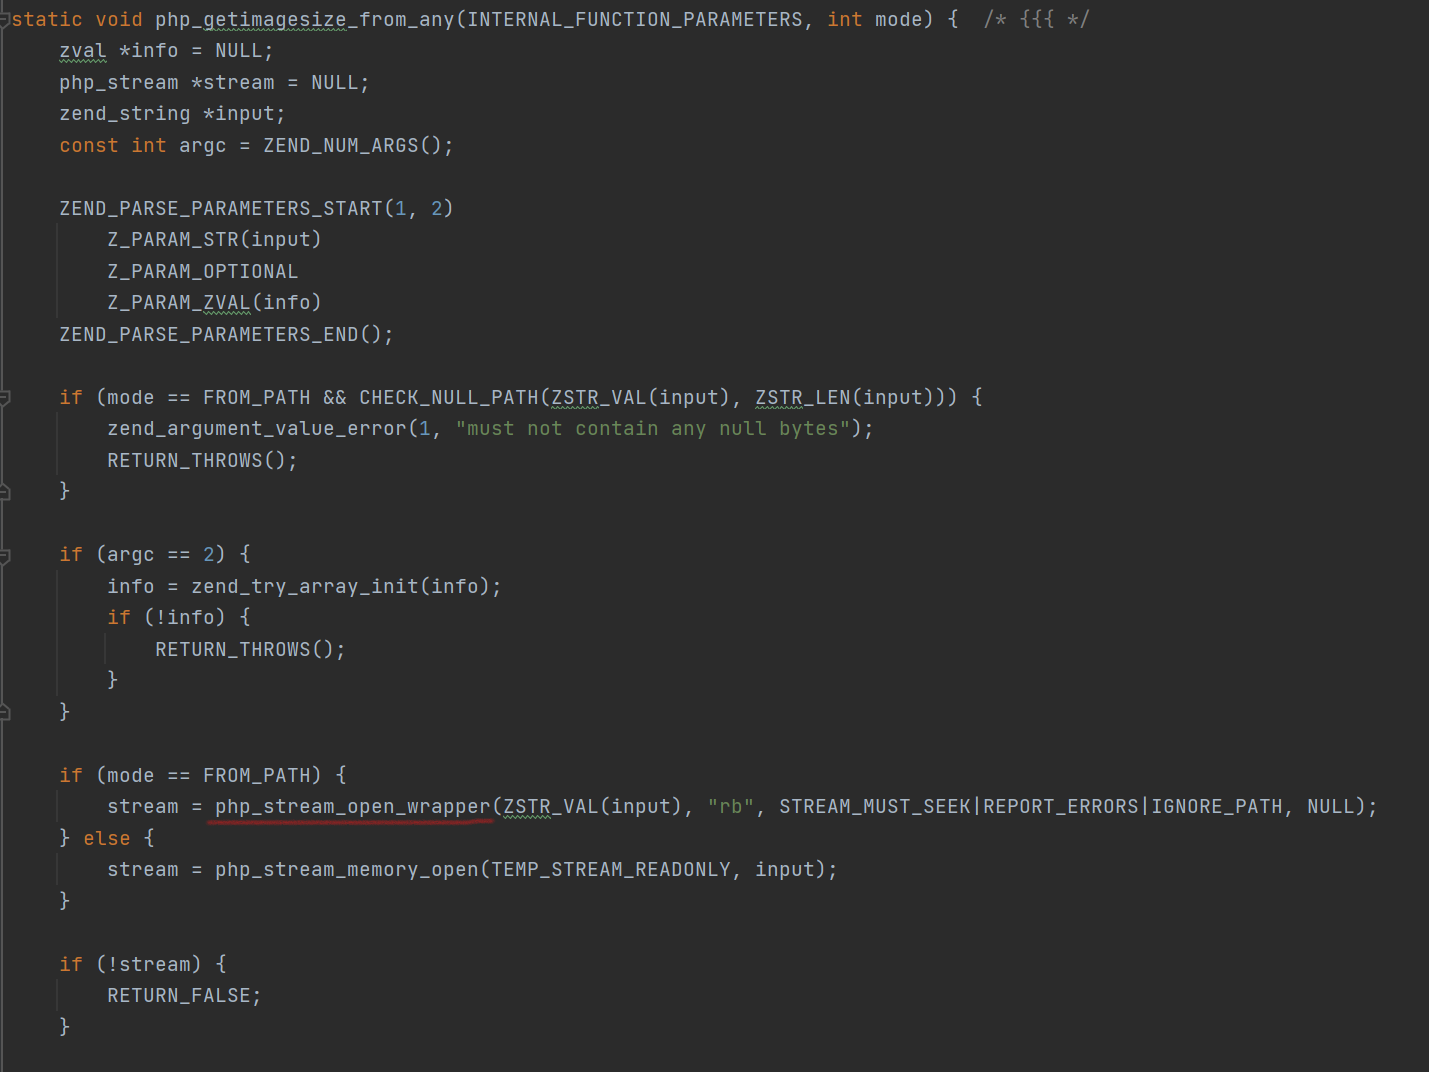 static void php_getimagesize_from_any(INTERNAL_FUNCTION_PARAMETERS, int mode) {  /* {{{ */
    zval *info = NULL;
    php_stream *stream = NULL;
    zend_string *input;
    const int argc = ZEND_NUM_ARGS();

    ZEND_PARSE_PARAMETERS_START(1, 2)
        Z_PARAM_STR(input)
        Z_PARAM_OPTIONAL
        Z_PARAM_ZVAL(info)
    ZEND_PARSE_PARAMETERS_END();

    if (mode == FROM_PATH && CHECK_NULL_PATH(ZSTR_VAL(input), ZSTR_LEN(input))) {
        zend_argument_value_error(1, "must not contain any null bytes");
        RETURN_THROWS();
    }

    if (argc == 2) {
        info = zend_try_array_init(info);
        if (!info) {
            RETURN_THROWS();
        }
    }

    if (mode == FROM_PATH) {
        stream = php_stream_open_wrapper(ZSTR_VAL(input), "rb", STREAM_MUST_SEEK|REPORT_ERRORS|IGNORE_PATH, NULL);
    } else {
        stream = php_stream_memory_open(TEMP_STREAM_READONLY, input);
    }

    if (!stream) {
        RETURN_FALSE;
    }